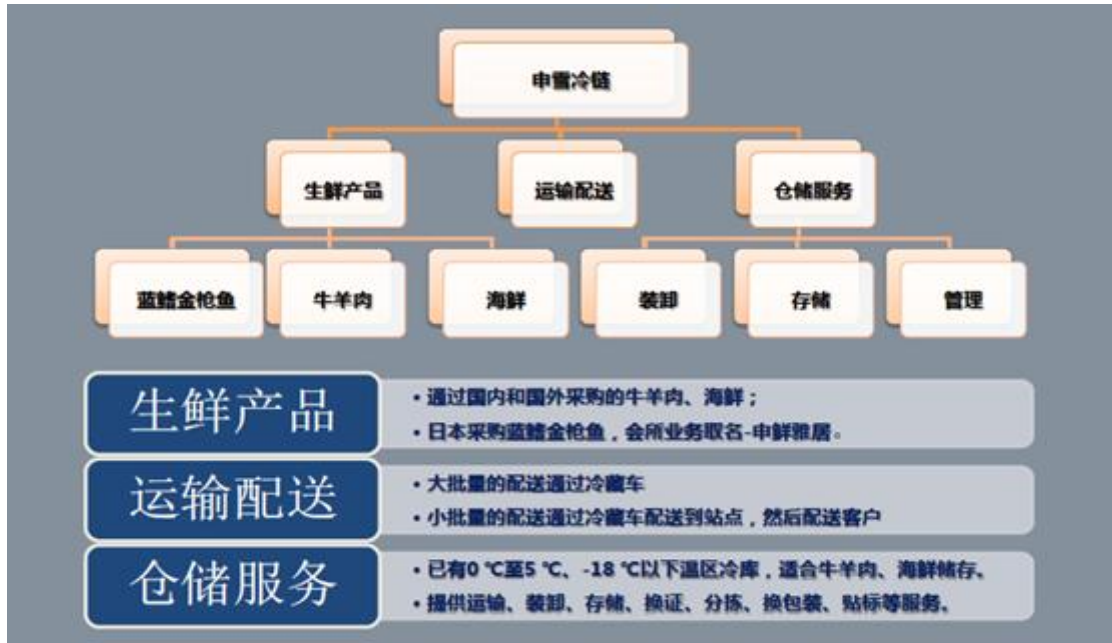 申雪冷链
生鲜产品
运输配送
仓储服务
蓝鳍金枪鱼
牛羊肉
海鲜
装卸
存储
管理
生鲜产品
• 通过国内和国外采购的牛羊肉、海鲜；
• 日本采购蓝鳍金枪鱼，会所业务取名-申鲜雅居。
运输配送
• 大批量的配送通过冷藏车
• 小批量的配送通过冷藏车配送到站点，然后配送客户
仓储服务
• 已有0 ℃至5 ℃、-18 ℃以下温区冷库，适合牛羊肉、海鲜储存、
• 提供运输、装卸、存储、换证、分拣、换包装、贴标等服务、